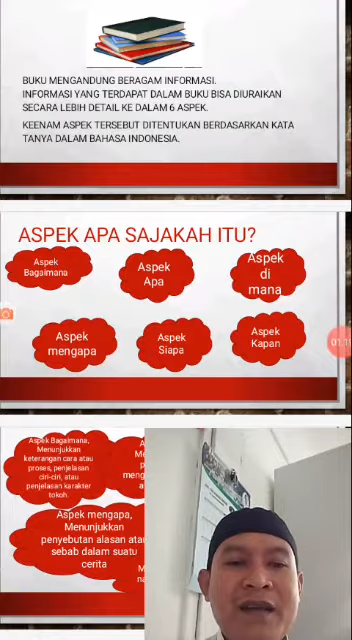 BUKU MENGANDUNG BERAGAM INFORMASI.
INFORMASI YANG TERDAPAT DALAM BUKU BISA DIURAIKAN
SECARA LEBIH DETAIL KE DALAM 6 ASPEK.
KEENAM ASPEK TERSEBUT DITENTUKAN BERDASARKAN KATA
TANYA DALAM BAHASA INDONESIA.
ASPEK APA SAJAKAH ITU?
Aspek
Bagaimana
Aspek
Apa
Aspek
di
mana
Aspek
mengapa
Aspek
Siapa
Aspek
Kapan
Aspek Bagaimana,
Menunjukkan
keterangan cara atau
proses, penjelasan
ciri-ciri, atau
penjelasan karakter
tokoh.
Aspek mengapa,
Menunjukkan
penyebutan alasan atau
sebab dalam suatu
cerita